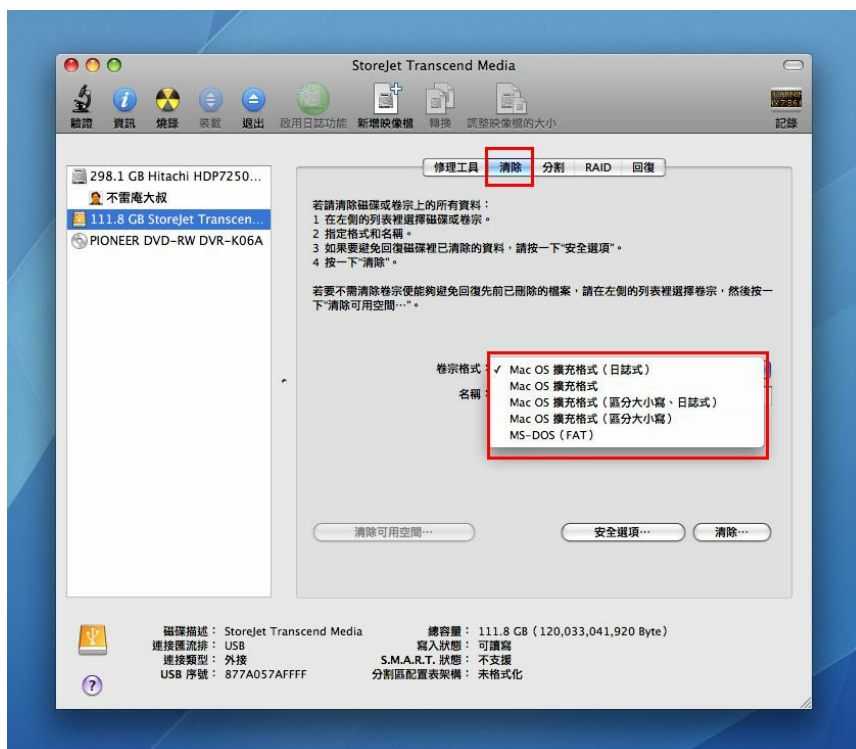 StoreJet Transcend Media
驗證 資訊 燒錄 裝載 退出 啟用日誌功能 新增映像檔 轉換 調整映像檔的大小 記錄
298.1 GB Hitachi HDP7250...
不雷庵大叔
111.8 GB StoreJet Transcen...
PIONEER DVD-RW DVR-K06A
修理工具 清除 分割 RAID 回復
若請清除磁碟或卷宗上的所有資料：
1 在左側的列表裡選擇磁碟或卷宗。
2 指定格式和名稱。
3 如果要避免回復磁碟裡已清除的資料，請按一下"安全選項"。
4 按一下"清除"。
若要不需清除卷宗便能夠避免回復先前已刪除的檔案，請在左側的列表裡選擇卷宗，然後按一
下"清除可用空間…"。
卷宗格式：
✓ Mac OS 擴充格式（日誌式）
Mac OS 擴充格式
Mac OS 擴充格式（區分大小寫、日誌式）
Mac OS 擴充格式（區分大小寫）
MS-DOS（FAT）
名稱：
清除可用空間… 安全選項… 清除…
磁碟描述： StoreJet Transcend Media 總容量： 111.8 GB（120,033,041,920 Byte）
連接匯流排： USB 寫入狀態： 可讀寫
連接類型： 外接 S.M.A.R.T. 狀態： 不支援
USB 序號： 877A057AFFFF 分割區配置表架構： 未格式化